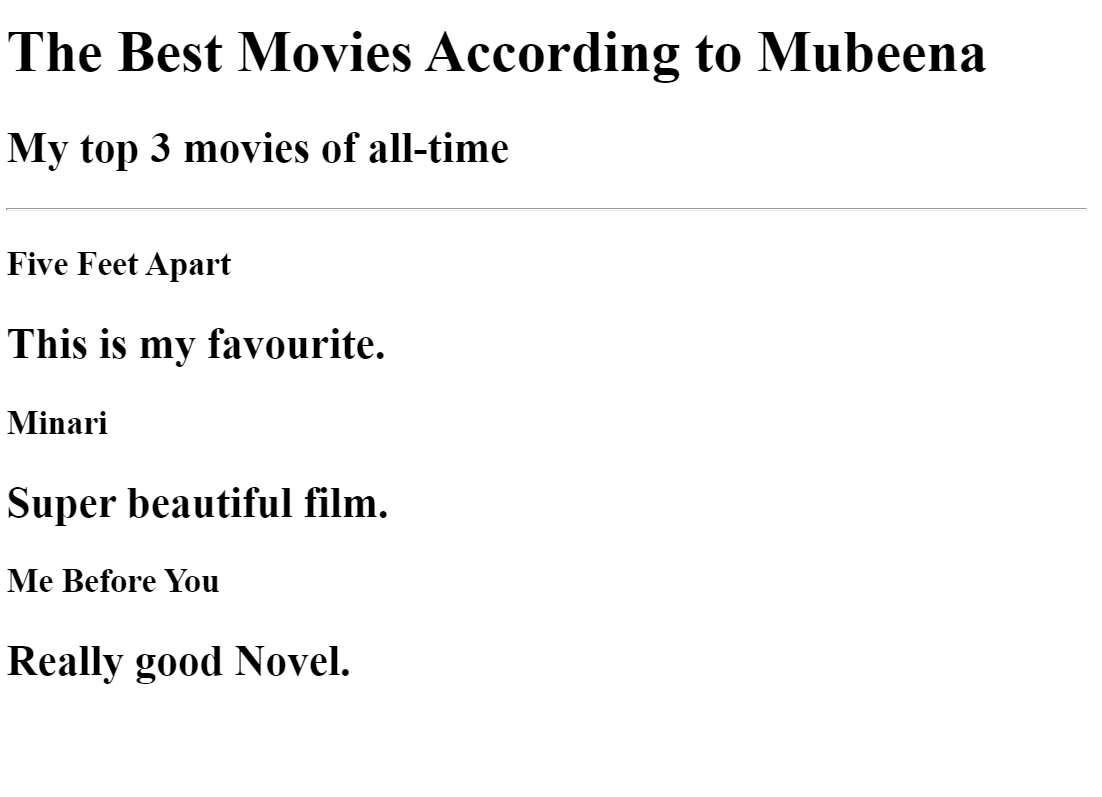 The Best Movies According to Mubeena
My top 3 movies of all-time
Five Feet Apart
This is my favourite.
Minari
Super beautiful film.
Me Before You
Really good Novel.